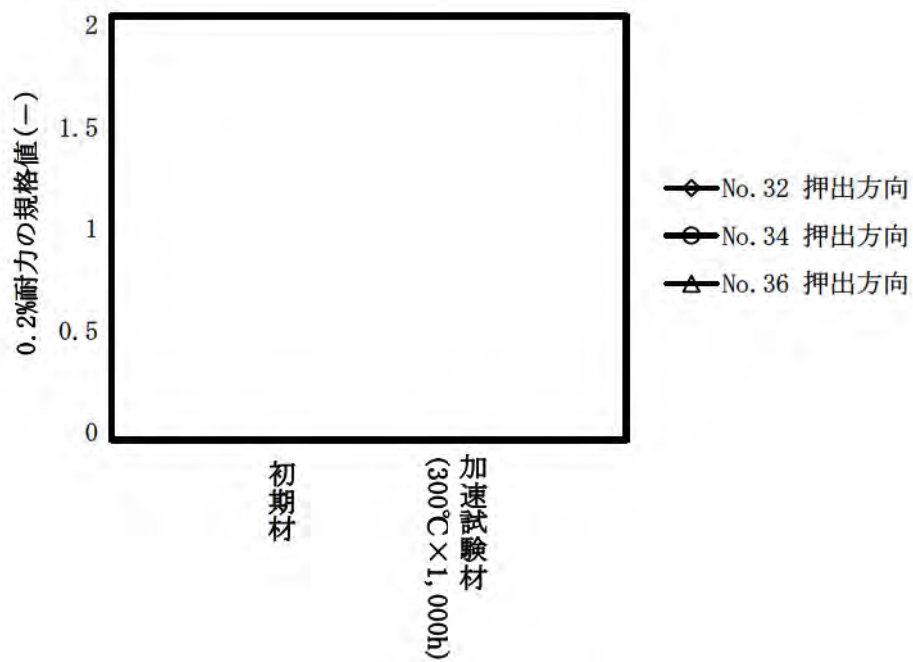 2
1.5
1
0.5
0
0.2%耐力の規格値(－)
初期材
加速試験材
(300℃×1,000h)
No.32 押出方向
No.34 押出方向
No.36 押出方向